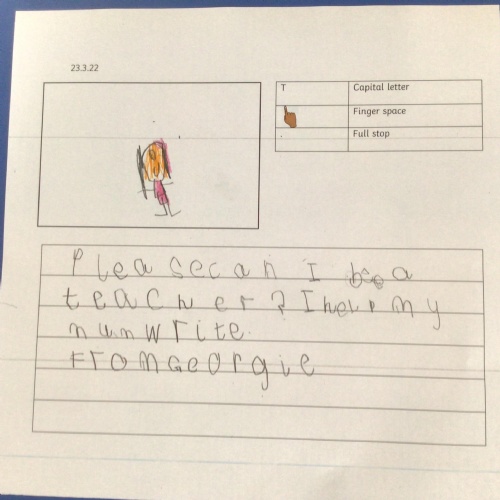 23.3.22
T Capital letter
Finger space
. Full stop
Please can I be a
teacher? I help my
mum write.
From Georgie